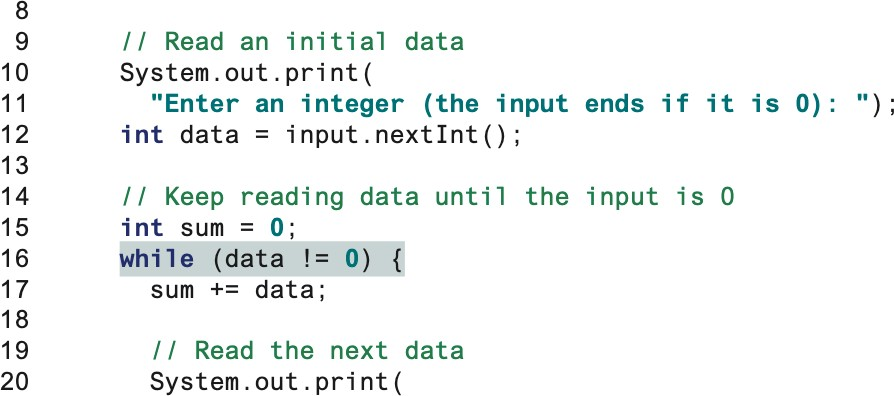 8
9 // Read an initial data
10 System.out.print(
11 "Enter an integer (the input ends if it is 0): ");
12 int data = input.nextInt();
13
14 // Keep reading data until the input is 0
15 int sum = 0;
16 while (data != 0) {
17 sum += data;
18
19 // Read the next data
20 System.out.print(